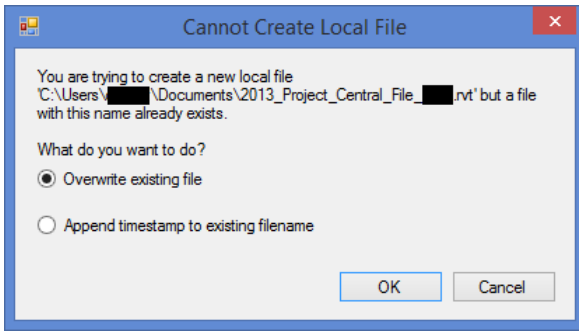 Cannot Create Local File
You are trying to create a new local file
'C:\Users\ \Documents\2013_Project_Central_File_ .rvt' but a file
with this name already exists.
What do you want to do?
Overwrite existing file
Append timestamp to existing filename
OK Cancel